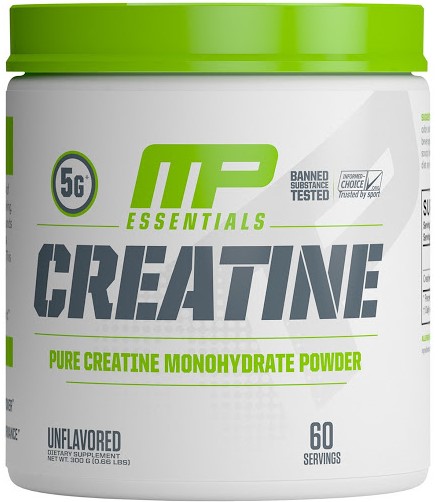 5G*
MP
ESSENTIALS
BANNED
SUBSTANCE
TESTED
INFORMED-
CHOICE
Trusted by sport
CREATINE
PURE CREATINE MONOHYDRATE POWDER
UNFLAVORED
DIETARY SUPPLEMENT
NET WT. 300 G (0.66 LBS)
60
SERVINGS